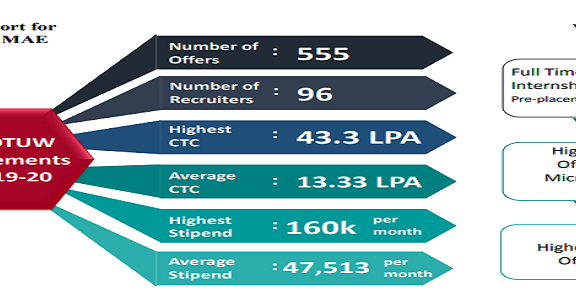 ort for
MAE
OTUW
ements
19-20
Number of
Offers : 555
Number of
Recruiters : 96
Highest
CTC : 43.3 LPA
Average
CTC : 13.33 LPA
Highest
Stipend : 160k per
month
Average
Stipend : 47,513 per
month
Full Time
Internsh
Pre-placen
Hig
Of
Mic
Highe
Of